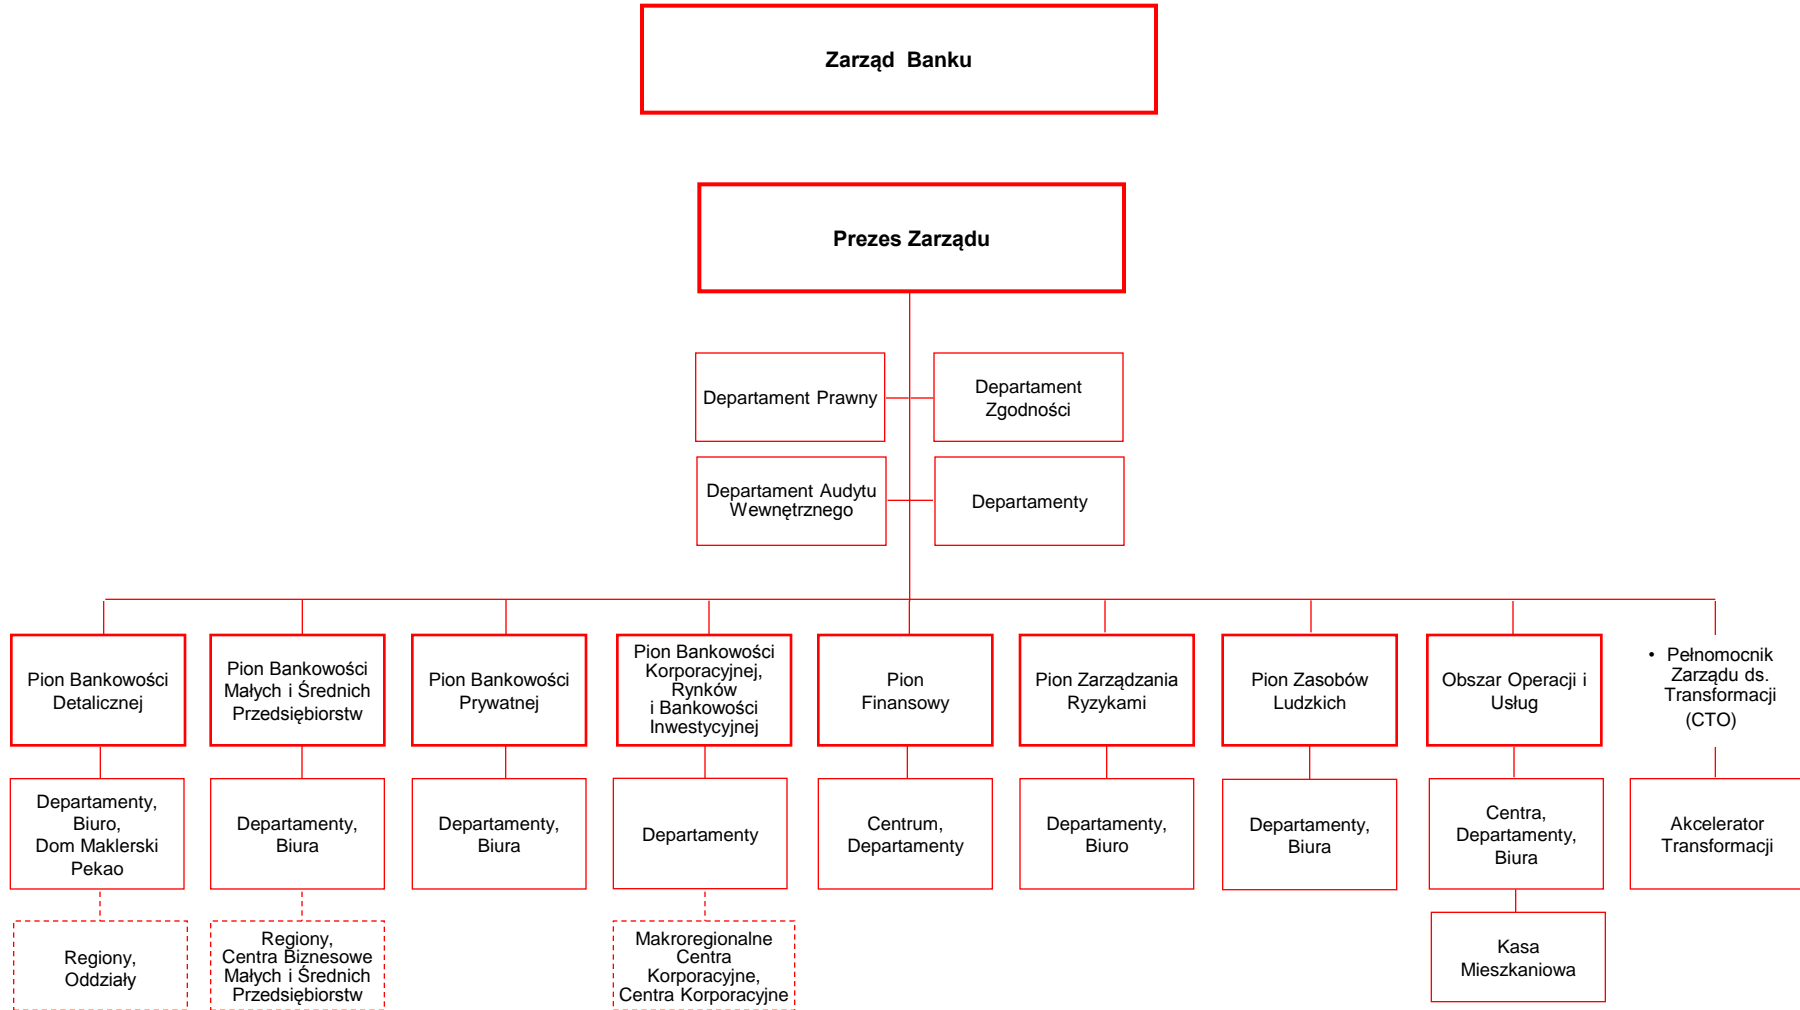 Zarząd Banku
Prezes Zarządu
Departament Prawny
Departament
Zgodności
Departament Audytu
Wewnętrznego
Departamenty
Pion Bankowości
Detalicznej
Pion Bankowości
Małych i Średnich
Przedsiębiorstw
Pion Bankowości
Prywatnej
Pion Bankowości
Korporacyjnej,
Rynków
i Bankowości
Inwestycyjnej
Pion
Finansowy
Pion Zarządzania
Ryzykami
Pion Zasobów
Ludzkich
Obszar Operacji i
Usług
• Pełnomocnik
Zarządu ds.
Transformacji
(CTO)
Departamenty,
Biuro,
Dom Maklerski
Pekao
Departamenty,
Biura
Departamenty,
Biura
Departamenty
Centrum,
Departamenty
Departamenty,
Biuro
Departamenty,
Biura
Centra,
Departamenty,
Biura
Akcelerator
Transformacji
Regiony,
Oddziały
Regiony,
Centra Biznesowe
Małych i Średnich
Przedsiębiorstw
Makroregionalne
Centra
Korporacyjne,
Centra Korporacyjne
Kasa
Mieszkaniowa